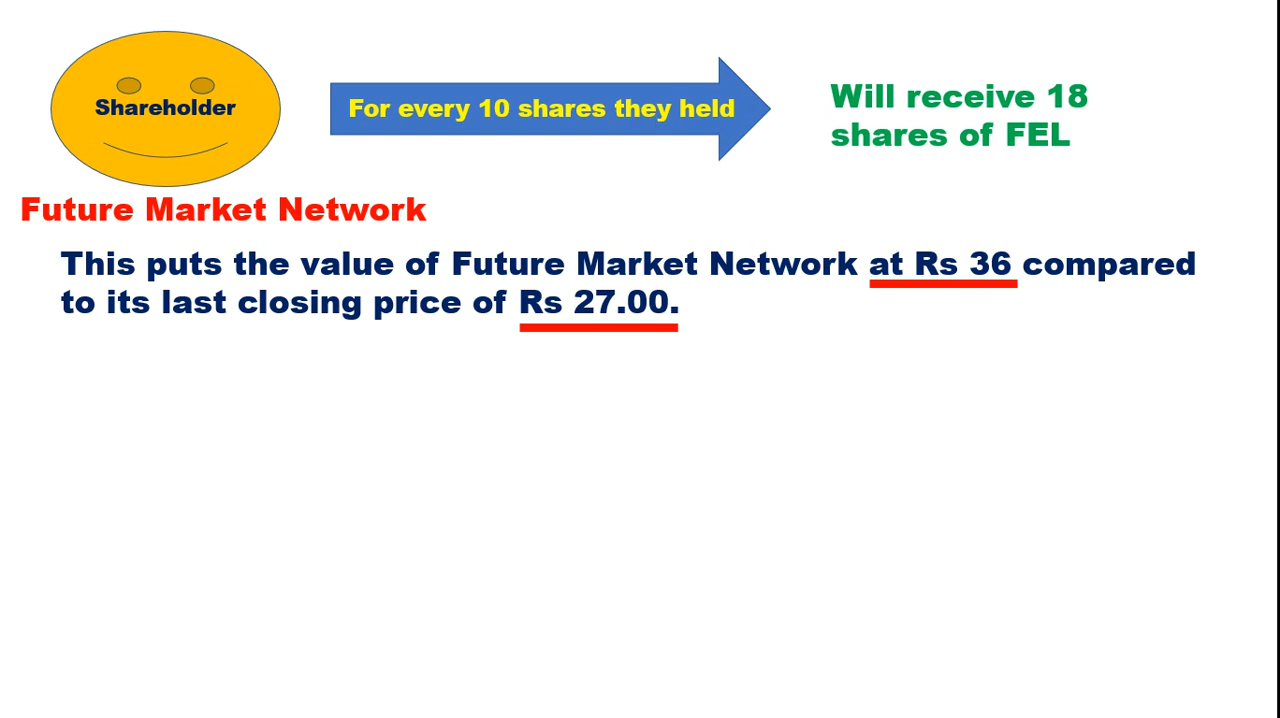 Shareholder
For every 10 shares they held
Will receive 18
shares of FEL
Future Market Network
This puts the value of Future Market Network at Rs 36 compared
to its last closing price of Rs 27.00.